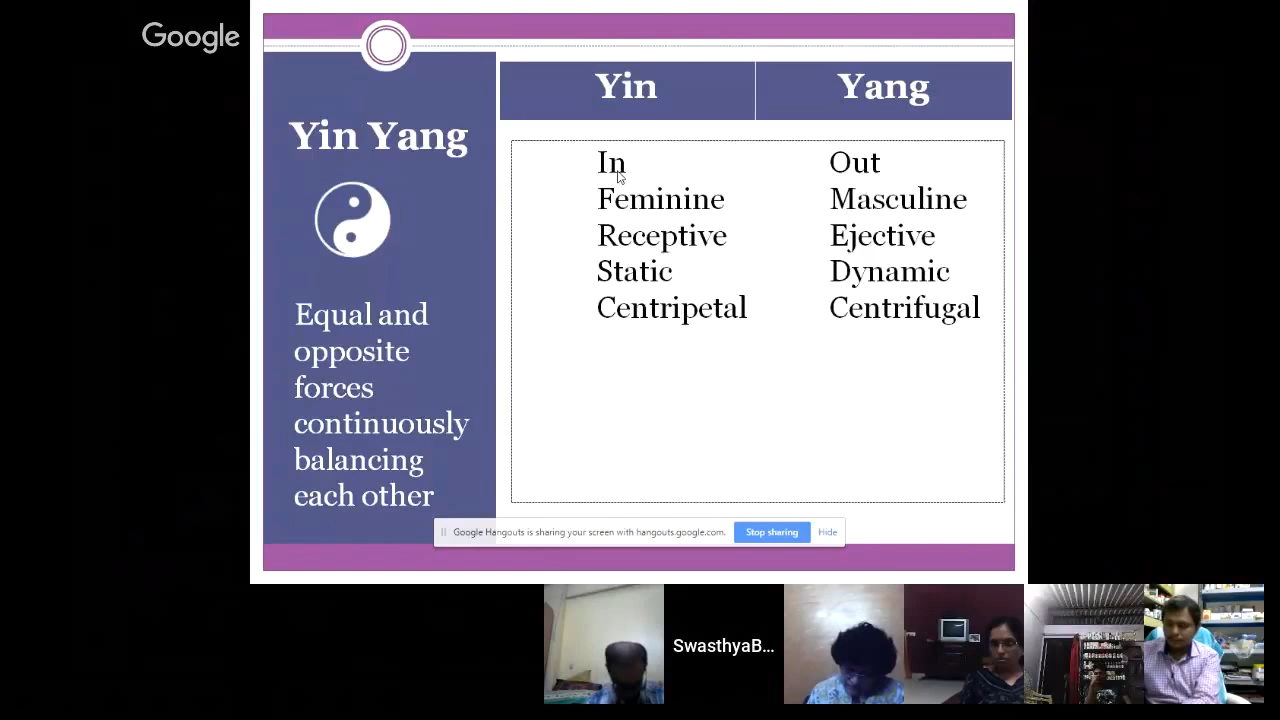 Google
Yin Yang
Equal and
opposite
forces
continuously
balancing
each other
Yin Yang
In Out
Feminine Masculine
Receptive Ejective
Static Dynamic
Centripetal Centrifugal
Google Hangouts is sharing your screen with hangouts.google.com. Stop sharing Hide
SwasthyaB...